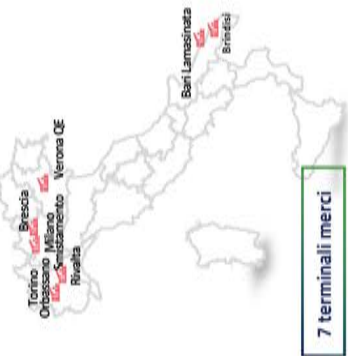 Torino
Orbassano
Brescia
Milano
Smistamento
Rivalta
Verona QE
Bari Lamasinata
Brindisi
7 terminali merci